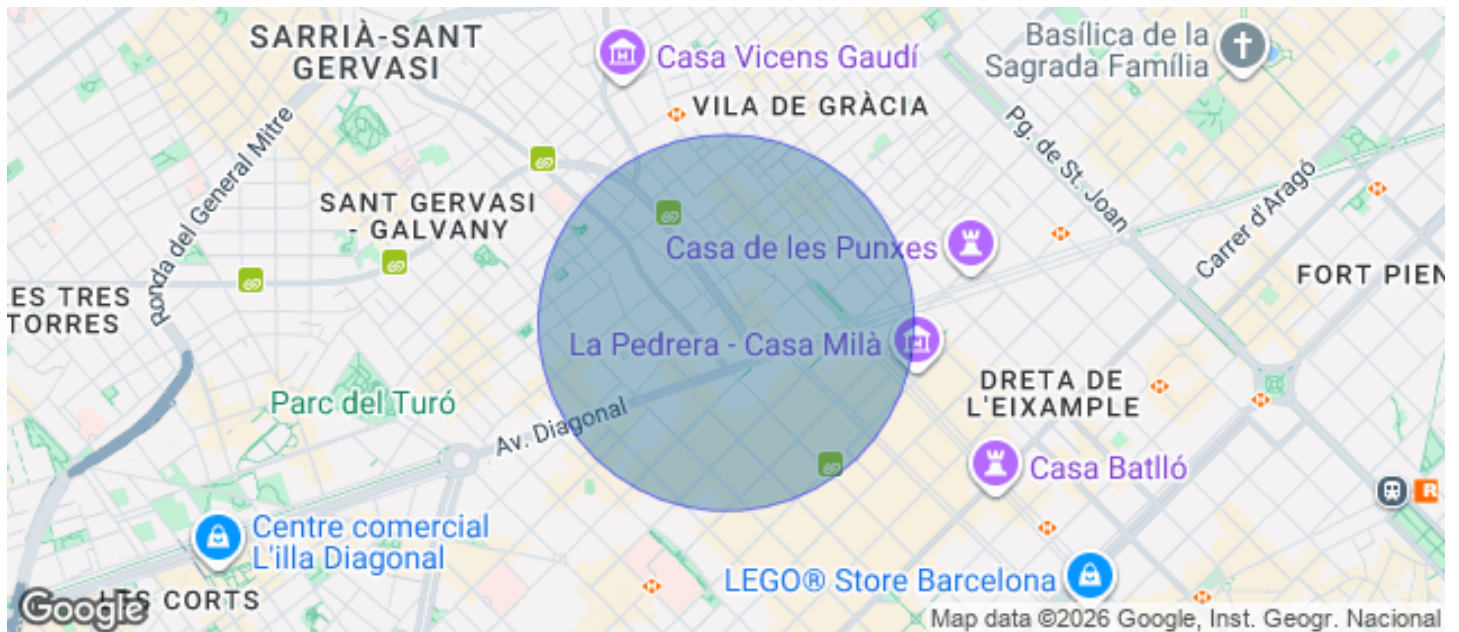 SARRIÀ-SANT
GERVASI
Casa Vicens Gaudí
Basílica de la
Sagrada Família
VILA DE GRÀCIA
Ronda del General Mitre
Pg. de St. Joan
SANT GERVASI
- GALVANY
Carrer d'Aragó
Casa de les Punxes
FORT PIEN
ES TRES
TORRES
La Pedrera - Casa Milà
DRETA DE
L'EIXAMPLE
Parc del Turó
Av. Diagonal
Casa Batlló
R
Centre comercial
L'illa Diagonal
LEGO® Store Barcelona
CORTS
Google
Map data ©2026 Google, Inst. Geogr. Nacional